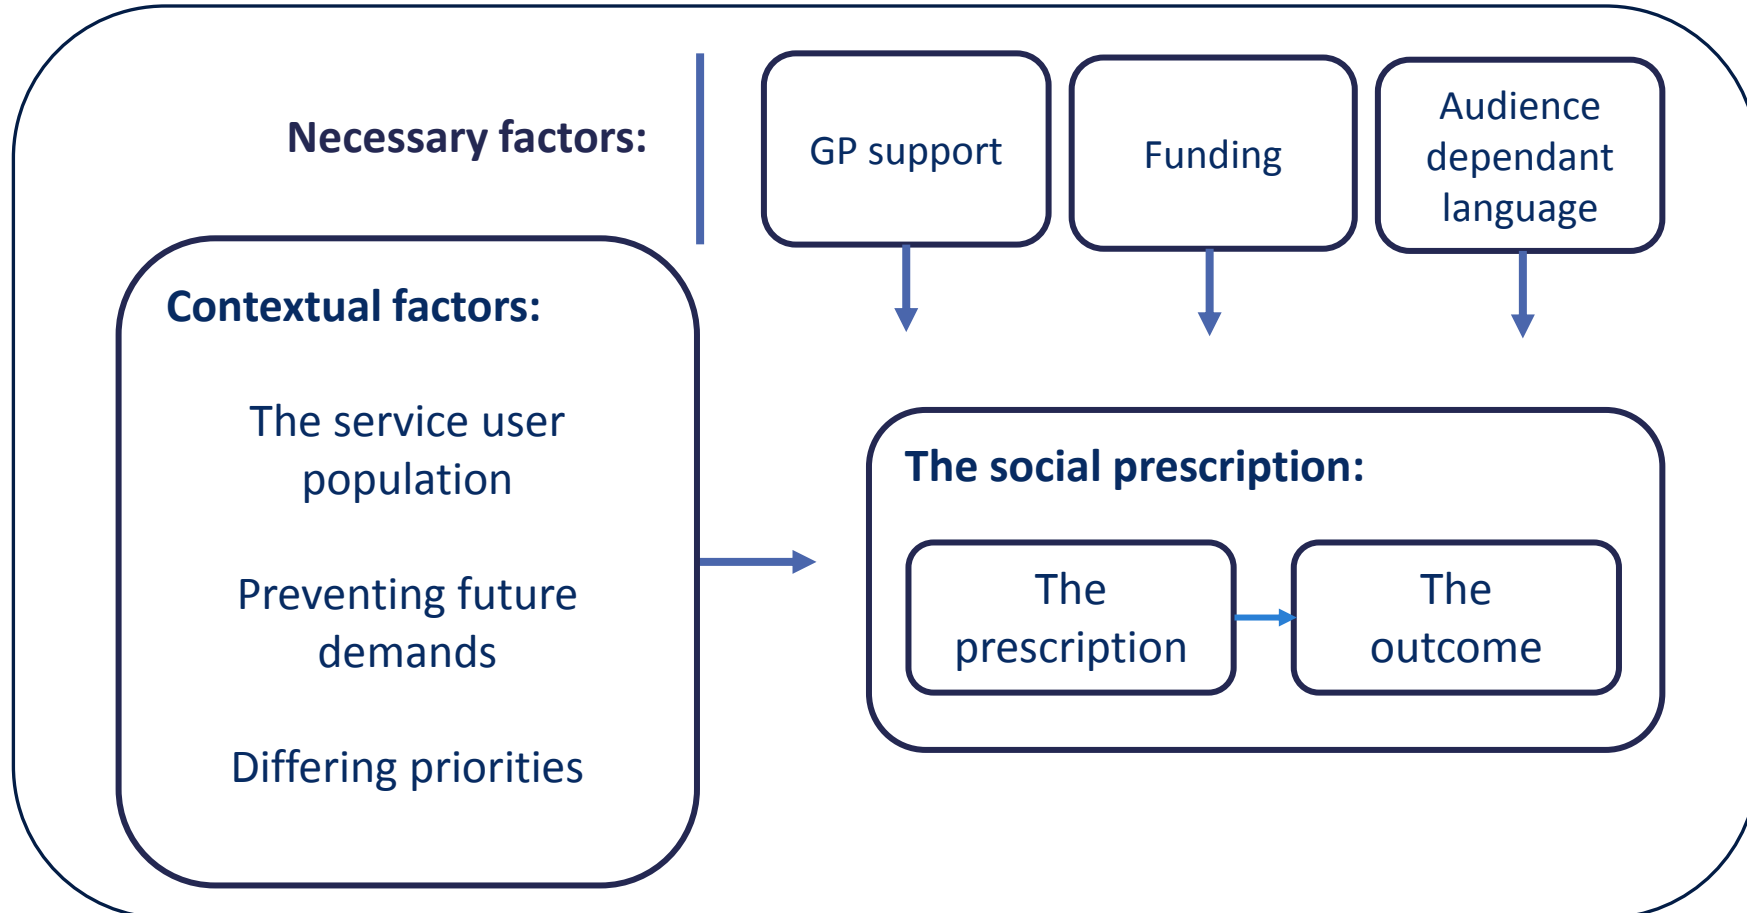 Necessary factors:
GP support
Funding
Audience
dependant
language
Contextual factors:
The service user
population
Preventing future
demands
Differing priorities
The social prescription:
The
prescription
The
outcome